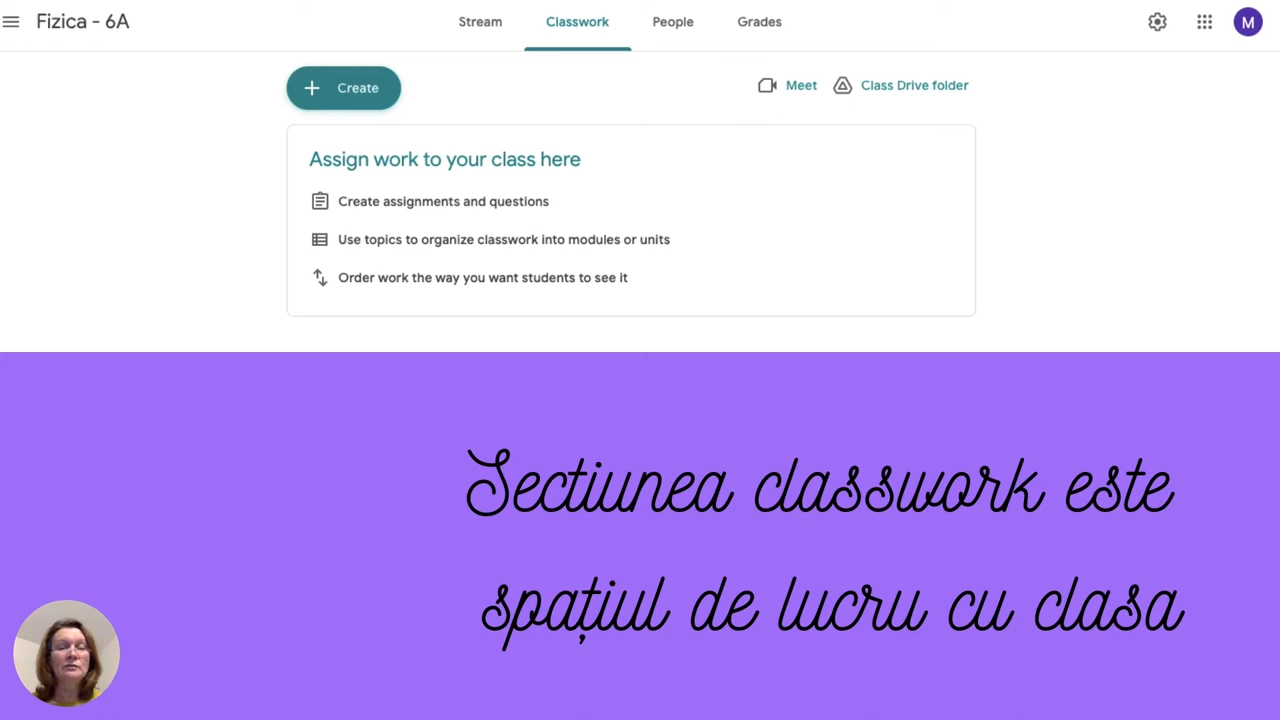 Fizica - 6A
Stream Classwork People Grades
M
Create
Meet Class Drive folder
Assign work to your class here
Create assignments and questions
Use topics to organize classwork into modules or units
Order work the way you want students to see it
Sectiunea classwork este
spațiul de lucru cu clasa